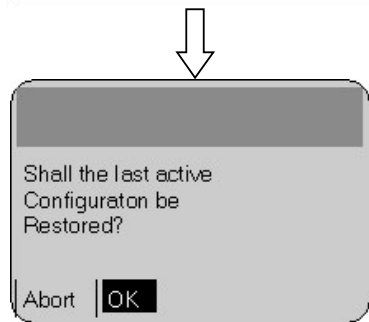 Shall the last active
Configuraton be
Restored?
Abort OK